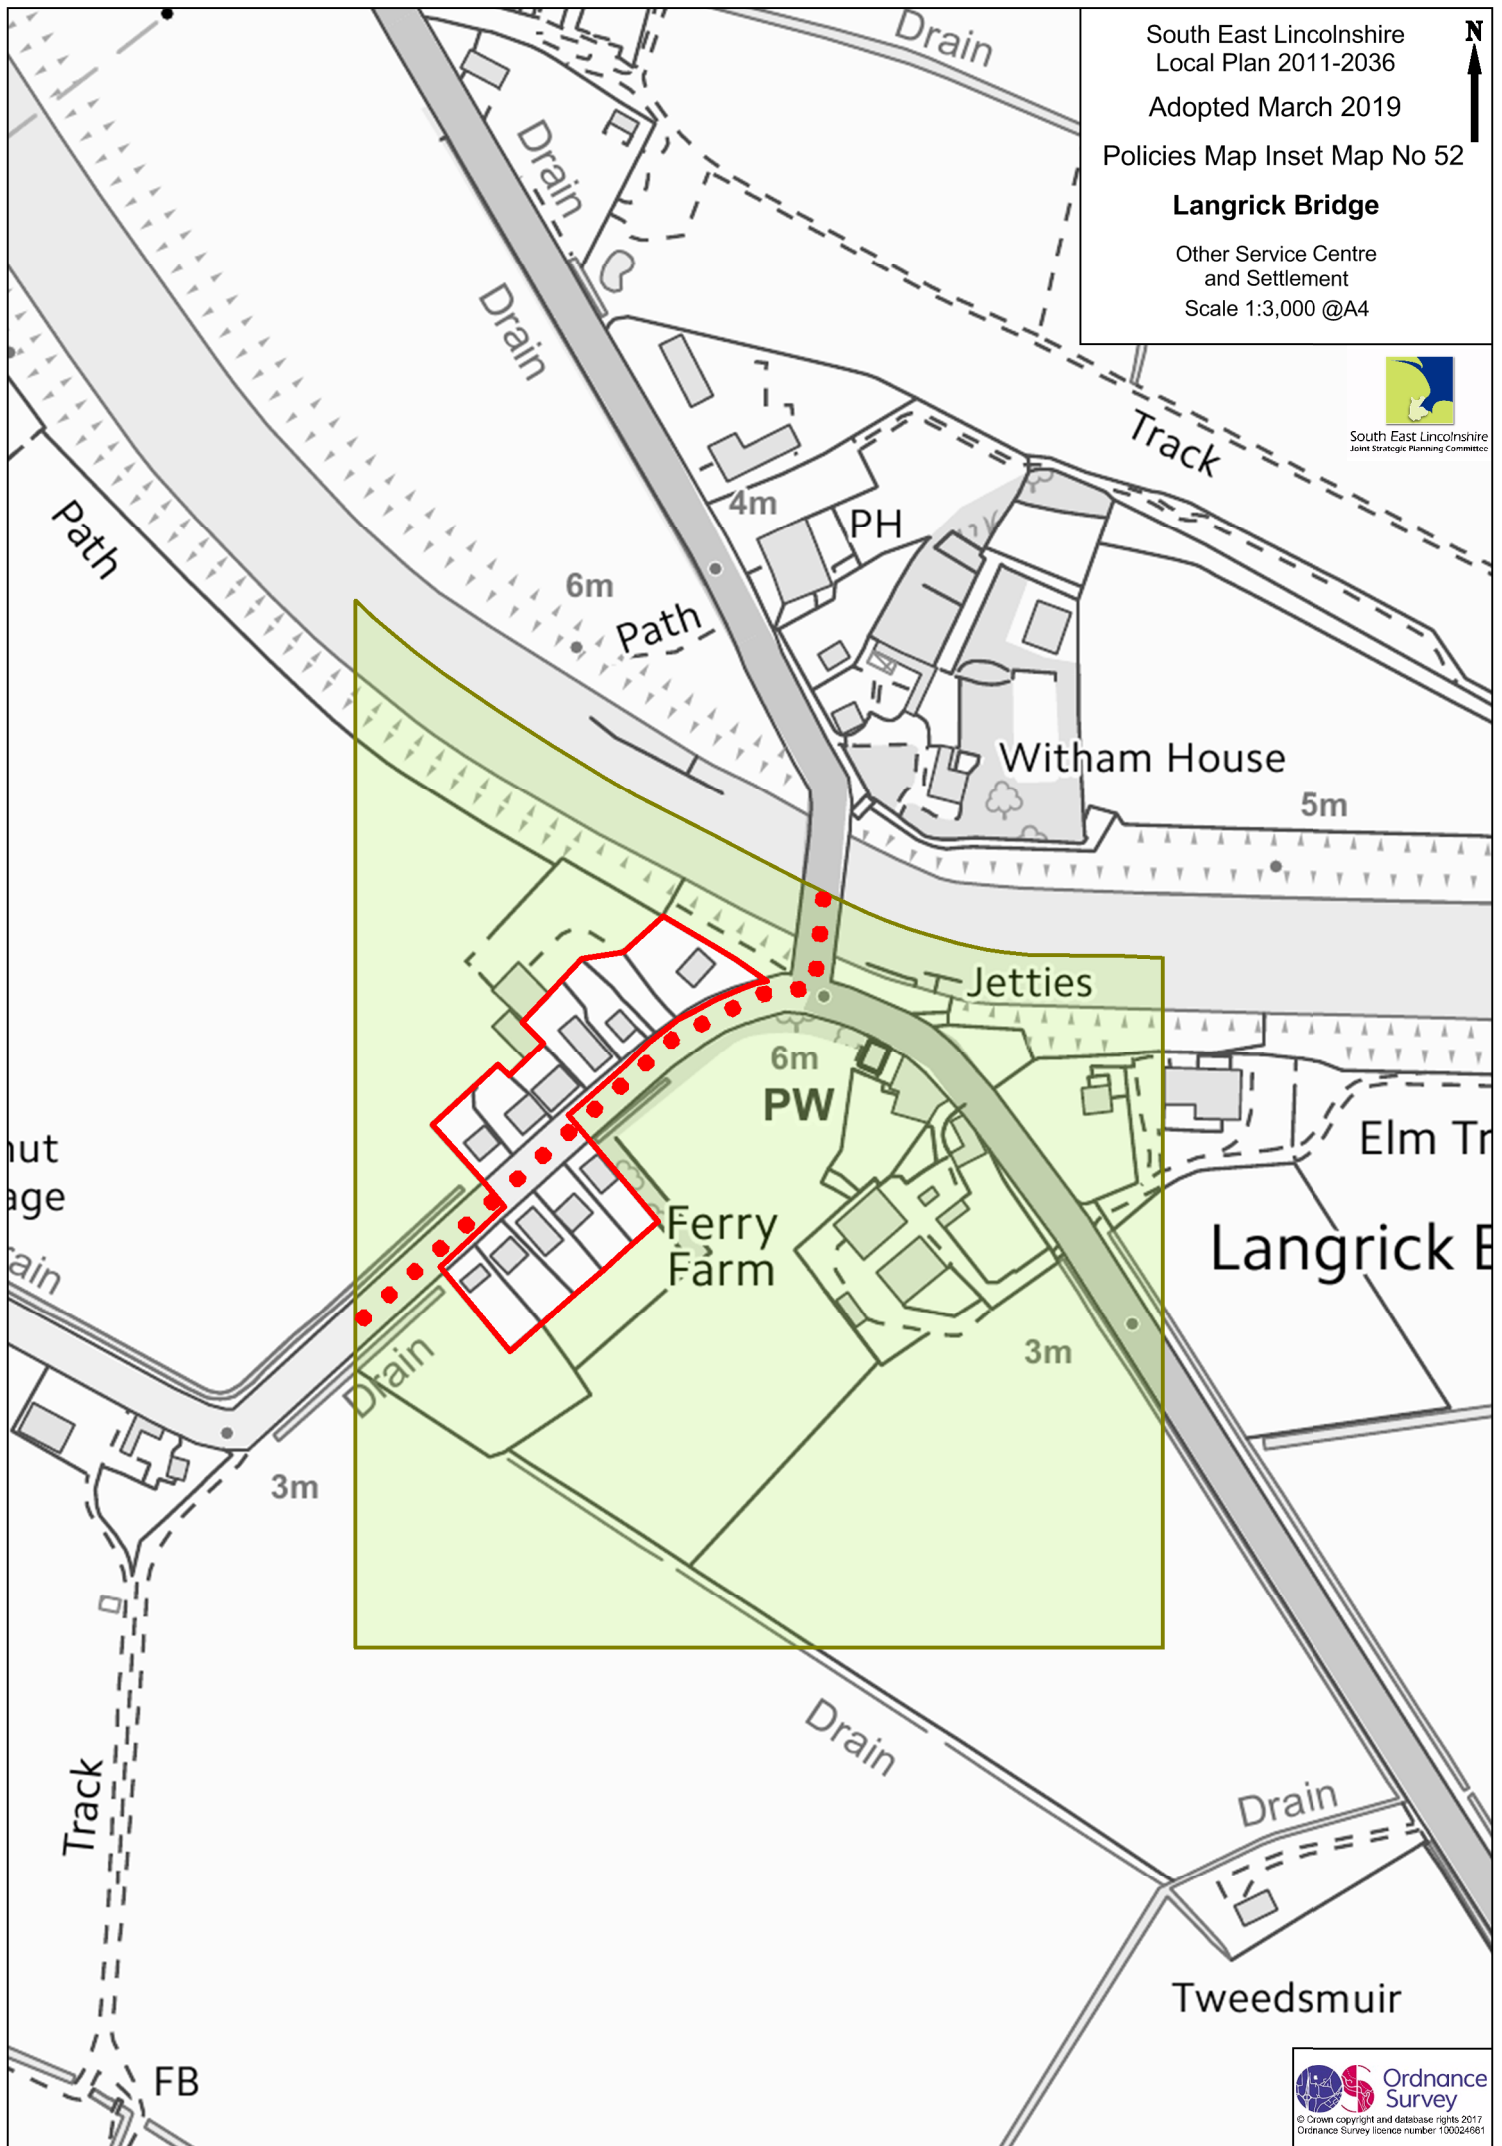 South East Lincolnshire
Local Plan 2011-2036
Adopted March 2019
Policies Map Inset Map No 52
Langrick Bridge
Other Service Centre
and Settlement
Scale 1:3,000 @A4
N
South East Lincolnshire
Joint Strategic Planning Committee
Drain
Drain
Drain
Track
4m
PH
Path
6m
Path
Witham House
5m
Jetties
6m
PW
Elm Tr
nut
age
Ferry
Farm
Langrick B
rain
Drain
3m
3m
Drain
Track
Drain
Tweedsmuir
FB
Ordnance
Survey
© Crown copyright and database rights 2017
Ordnance Survey licence number 100024661